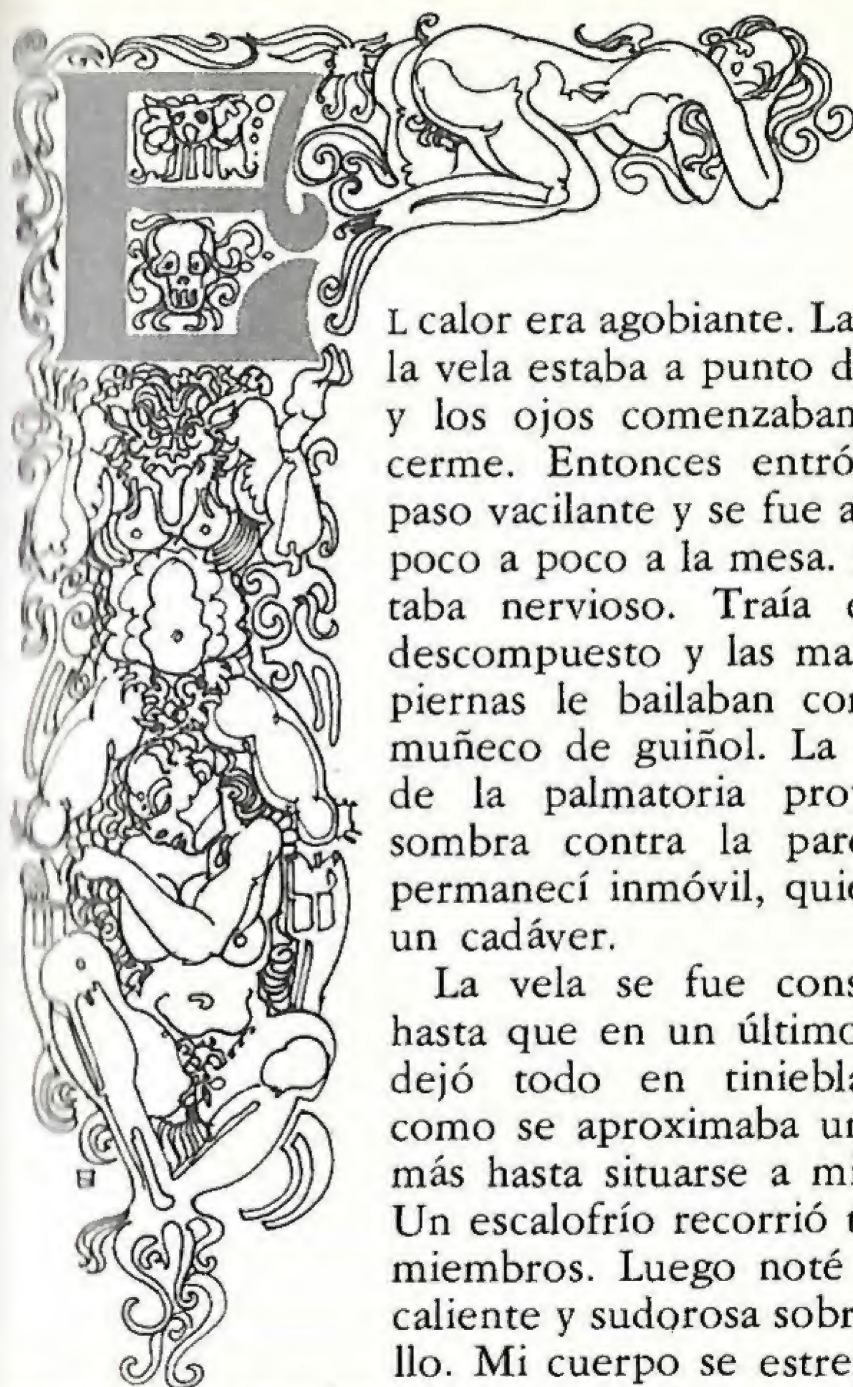 EL calor era agobiante. La
la vela estaba a punto d
y los ojos comenzaban
cerme. Entonces entró
paso vacilante y se fue a
poco a poco a la mesa.
taba nervioso. Traía
descompuesto y las ma
piernas le bailaban co
muñeco de guiñol. La
de la palmatoria pro
sombra contra la pare
permanecí inmóvil, quie
un cadáver.
La vela se fue cons
hasta que en un último
dejó todo en tiniebla
como se aproximaba un
más hasta situarse a mi
Un escalofrío recorrió t
miembros. Luego noté
caliente y sudorosa sobr
llo. Mi cuerpo se estre